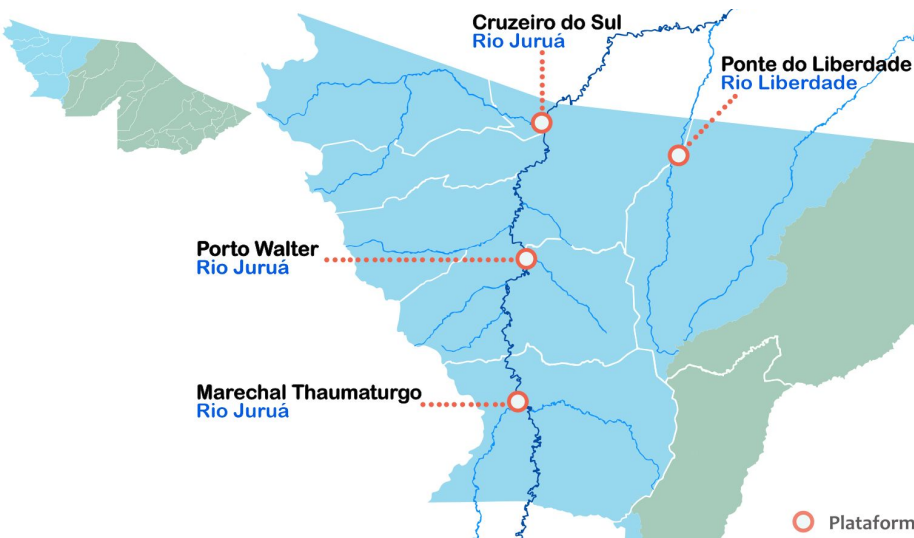 Cruzeiro do Sul
Rio Juruá
Ponte do Liberdade
Rio Liberdade
Porto Walter
Rio Juruá
Marechal Thaumaturgo
Rio Juruá
Plataform